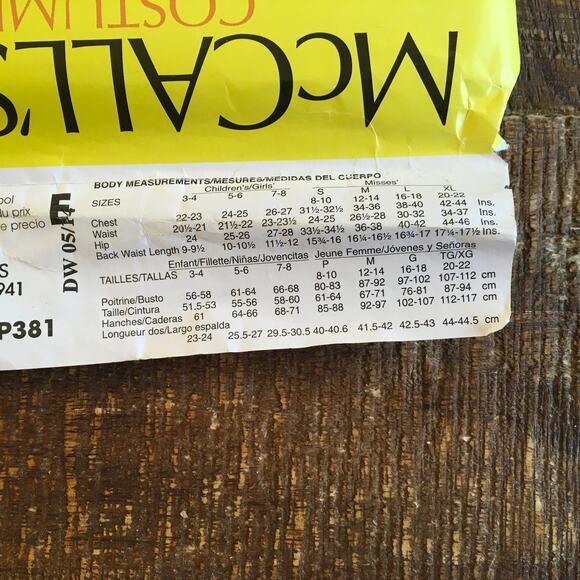 COSTUM
McCALL'S
ool
du prix
e precio
S
941
P381
E
DW 05/
BODY MEASUREMENTS/MESURES/MEDIDAS DEL CUERPO
Children's/Girls' Misses'
SIZES 3-4 5-6 7-8 S M L XL
8-10 12-14 16-18 20-22
Chest 22-23 24-25 26-27 31½-32½ 34-36 38-40 42-44 Ins.
Waist 20½-21 21½-22 23-23½ 24-25 26½-28 30-32 34-37 Ins.
Hip 24 25-26 27-28 33½-34½ 36-38 40-42 44-46 Ins.
Back Waist Length 9-9½ 10-10½ 11½-12 15¾-16 16¼-16½ 16¾-17 17¼-17½ Ins.
Enfant/Fillette/Niñas/Jovencitas Jeune Femme/Jóvenes y Señoras
TAILLES/TALLAS 3-4 5-6 7-8 P M G TG/XG
8-10 12-14 16-18 20-22
Poitrine/Busto 56-58 61-64 66-68 80-83 87-92 97-102 107-112 cm
Taille/Cintura 51.5-53 55-56 58-60 61-64 67-71 76-81 87-94 cm
Hanches/Caderas 61 64-66 68-71 85-88 92-97 102-107 112-117 cm
Longueur dos/Largo espalda
23-24 25.5-27 29.5-30.5 40-40.6 41.5-42 42.5-43 44-44.5 cm